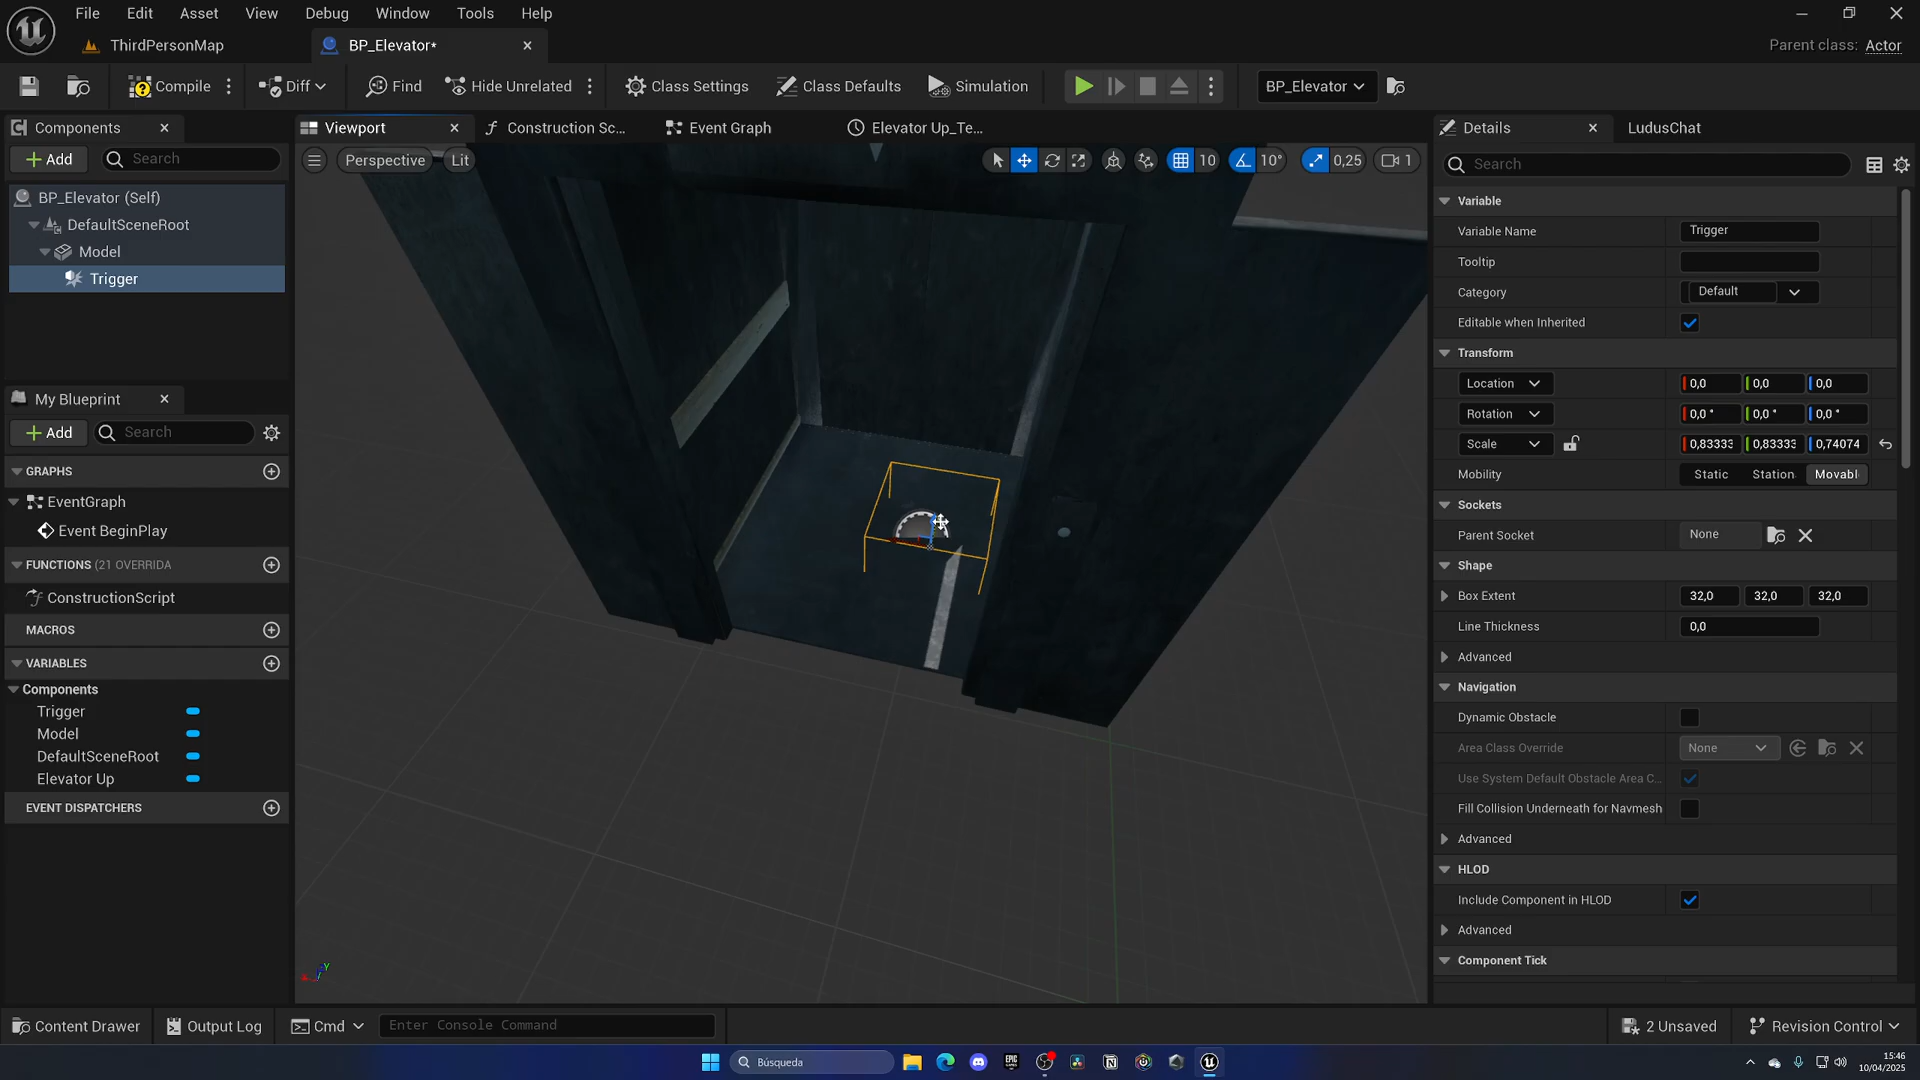 File Edit Asset View Debug Window Tools Help
ThirdPersonMap BP_Elevator* Parent class: Actor
Compile Diff Find Hide Unrelated Class Settings Class Defaults Simulation BP_Elevator
Components Viewport Construction Sc... Event Graph Elevator Up_Te... Details LudusChat
Add Search Perspective Lit 10 10° 0,25 1 Search
BP_Elevator (Self)
DefaultSceneRoot
Model
Trigger
My Blueprint
Add Search
GRAPHS
EventGraph
Event BeginPlay
FUNCTIONS (21 OVERRIDA
ConstructionScript
MACROS
VARIABLES
Components
Trigger
Model
DefaultSceneRoot
Elevator Up
EVENT DISPATCHERS
Variable
Variable Name Trigger
Tooltip
Category Default
Editable when Inherited
Transform
Location 0,0 0,0 0,0
Rotation 0,0 ° 0,0 ° 0,0 °
Scale 0,83333 0,83333 0,74074
Mobility Static Station Movabl
Sockets
Parent Socket None
Shape
Box Extent 32,0 32,0 32,0
Line Thickness 0,0
Advanced
Navigation
Dynamic Obstacle
Area Class Override None
Use System Default Obstacle Area C...
Fill Collision Underneath for Navmesh
Advanced
HLOD
Include Component in HLOD
Advanced
Component Tick
Content Drawer Output Log Cmd Enter Console Command 2 Unsaved Revision Control
Búsqueda
15:46
10/04/2025